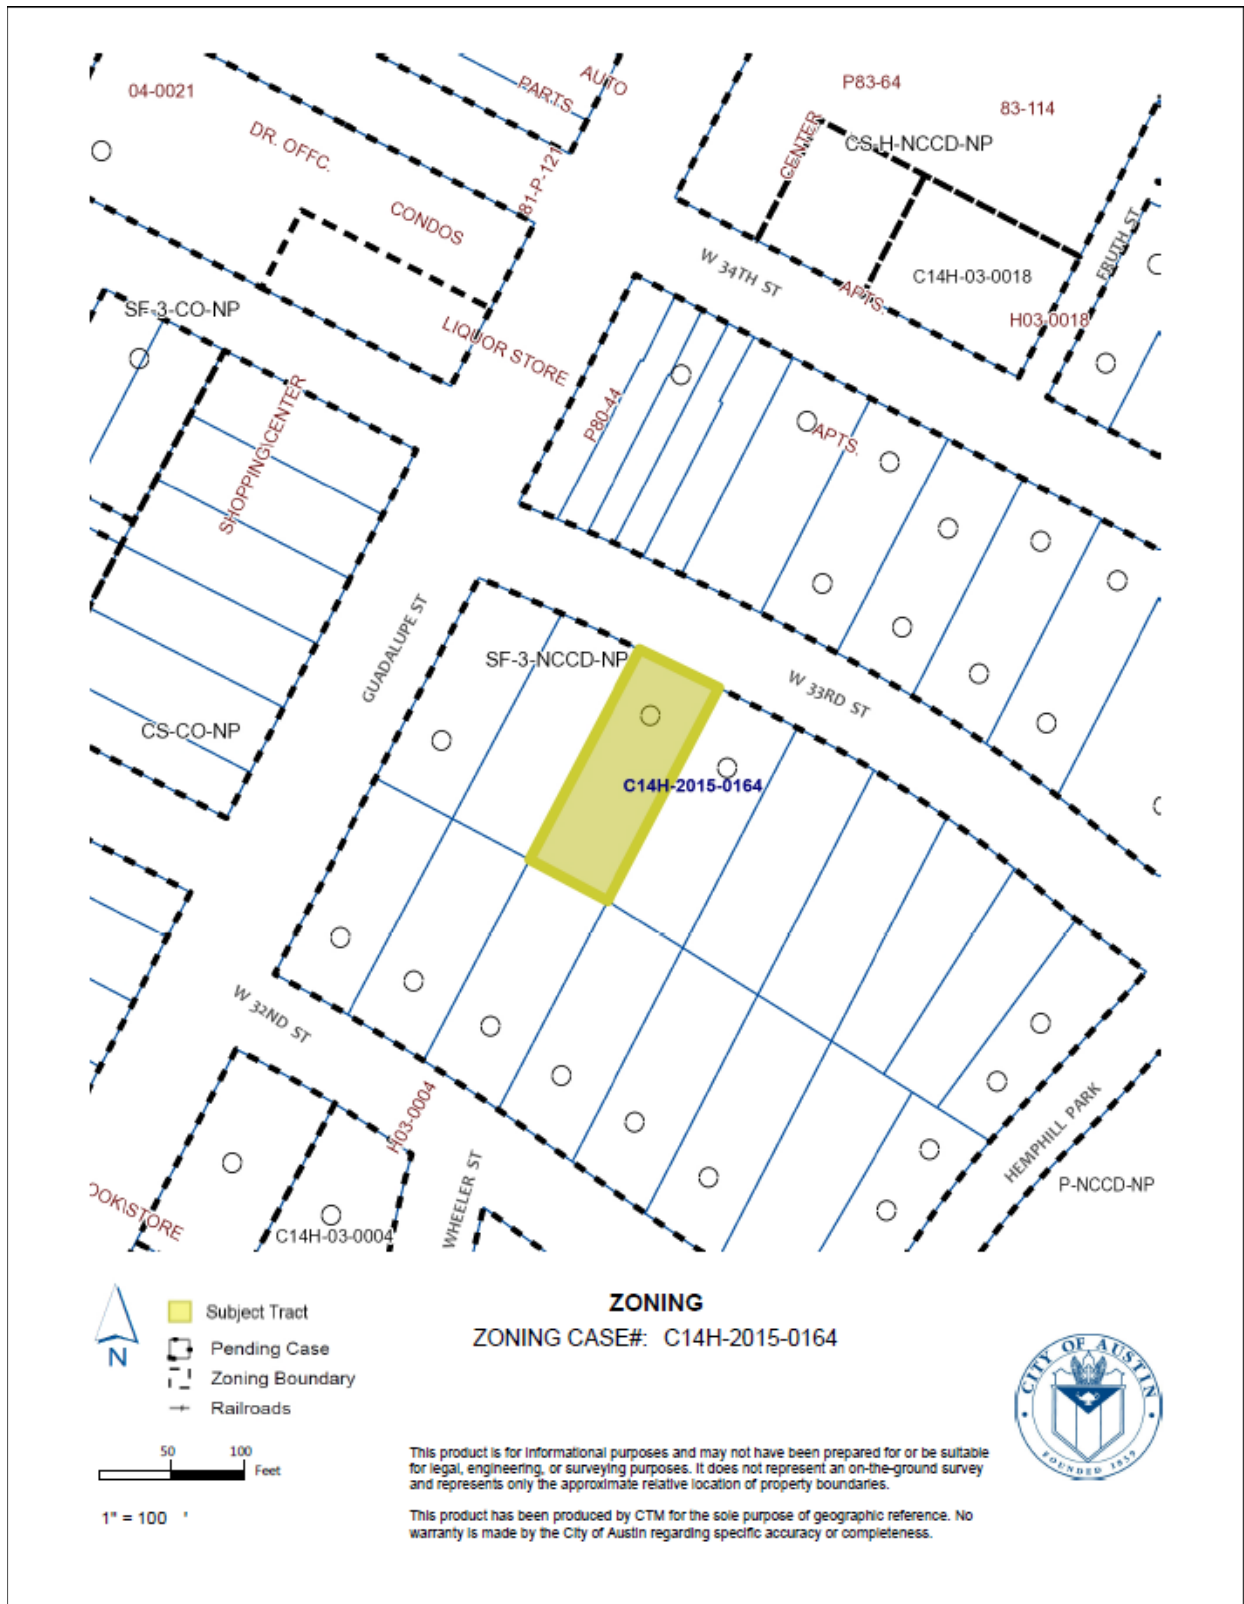 04-0021
DR. OFFC.
CONDOS
PARTS
AUTO
81-P-121
P83-64
83-114
CENTER
CS-H-NCCD-NP
FRUTH ST
W 34TH ST
C14H-03-0018
APTS.
H03-0018
SF-3-CO-NP
LIQUOR STORE
SHOPPING\CENTER
P80-44
APTS.
GUADALUPE ST
SF-3-NCCD-NP
W 33RD ST
CS-CO-NP
C14H-2015-0164
W 32ND ST
H03-0004
WHEELER ST
HEMPHILL PARK
P-NCCD-NP
OOK\STORE
C14H-03-0004
N
Subject Tract
Pending Case
Zoning Boundary
Railroads
50 100
Feet
1" = 100 '
ZONING
ZONING CASE#: C14H-2015-0164
CITY OF AUSTIN
FOUNDED 1839
This product is for informational purposes and may not have been prepared for or be suitable
for legal, engineering, or surveying purposes. It does not represent an on-the-ground survey
and represents only the approximate relative location of property boundaries.
This product has been produced by CTM for the sole purpose of geographic reference. No
warranty is made by the City of Austin regarding specific accuracy or completeness.